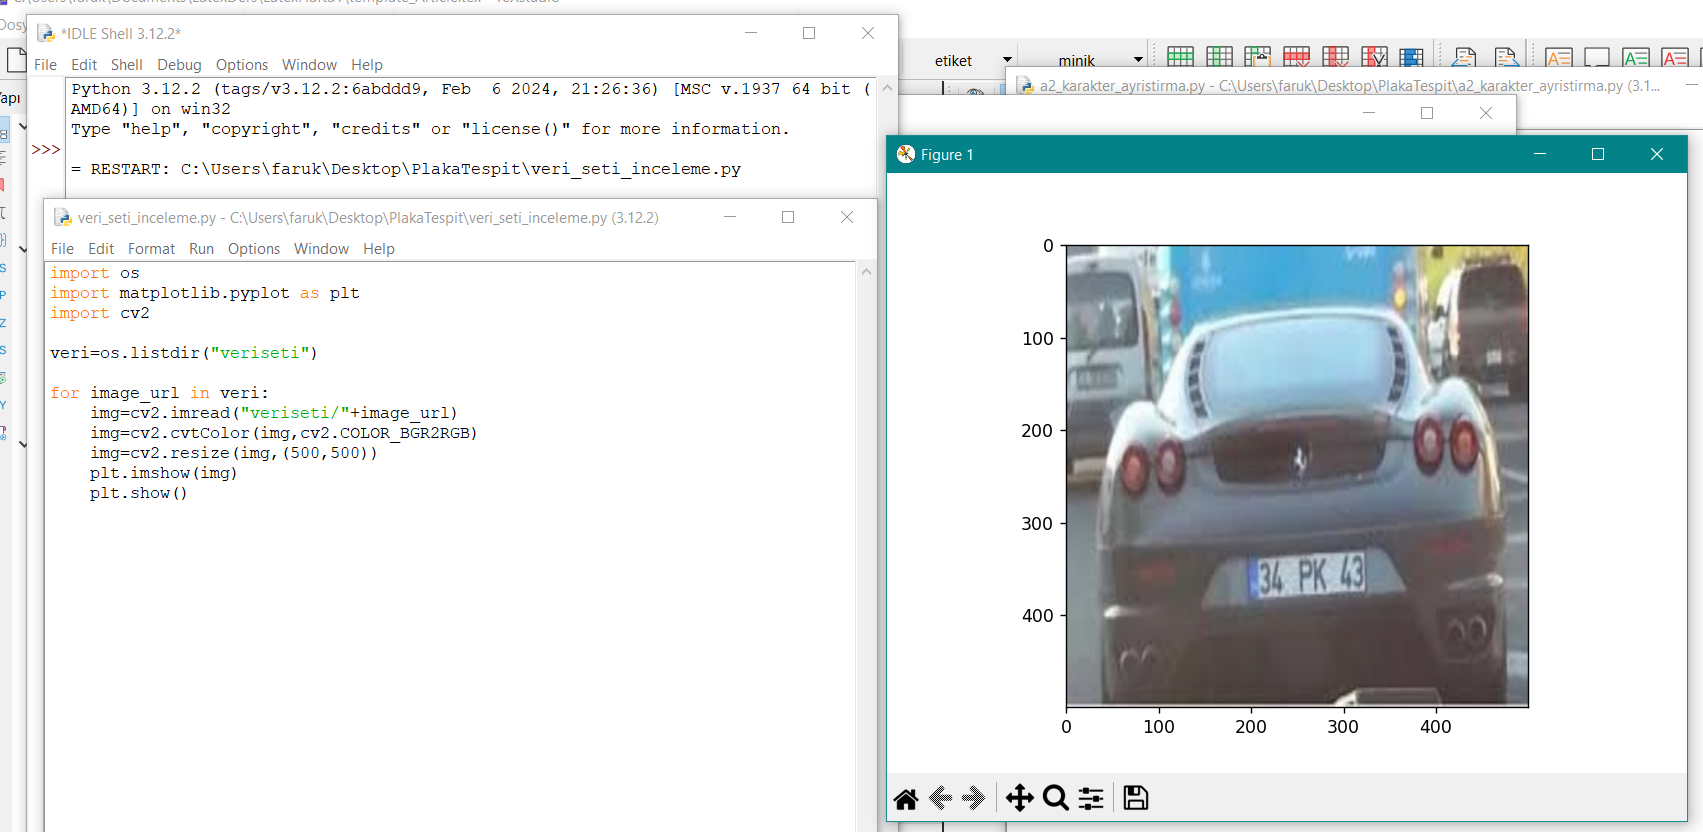 *IDLE Shell 3.12.2*
File Edit Shell Debug Options Window Help
Python 3.12.2 (tags/v3.12.2:6abddd9, Feb  6 2024, 21:26:36) [MSC v.1937 64 bit (
AMD64)] on win32
Type "help", "copyright", "credits" or "license()" for more information.
>>>
= RESTART: C:\Users\faruk\Desktop\PlakaTespit\veri_seti_inceleme.py
veri_seti_inceleme.py - C:\Users\faruk\Desktop\PlakaTespit\veri_seti_inceleme.py (3.12.2)
File Edit Format Run Options Window Help
import os
import matplotlib.pyplot as plt
import cv2
veri=os.listdir("veriseti")
for image_url in veri:
    img=cv2.imread("veriseti/"+image_url)
    img=cv2.cvtColor(img,cv2.COLOR_BGR2RGB)
    img=cv2.resize(img,(500,500))
    plt.imshow(img)
    plt.show()
etiket
minik
a2_karakter_ayristirma.py - C:\Users\faruk\Desktop\PlakaTespit\a2_karakter_ayristirma.py (3.1...
Figure 1
0
100
200
300
400
34 PK 43
0 100 200 300 400